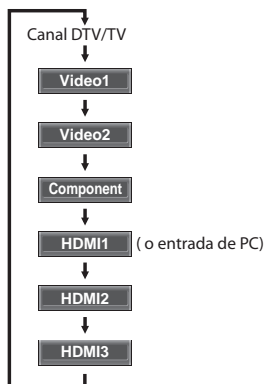 Canal DTV/TV
Video1
Video2
Component
HDMI1 ( o entrada de PC)
HDMI2
HDMI3